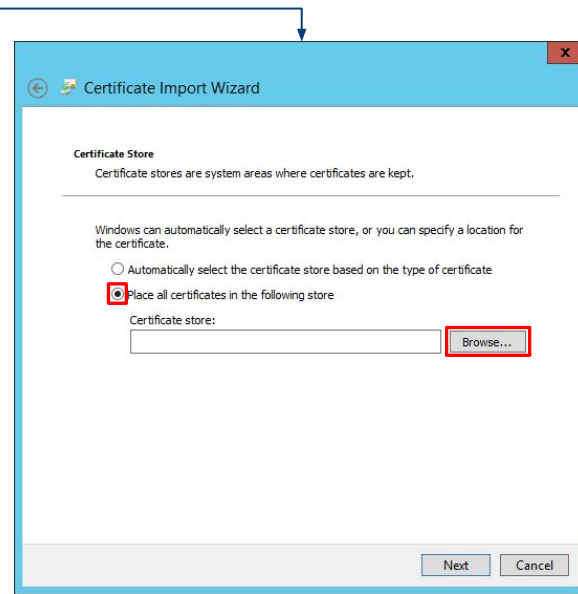 x
Certificate Import Wizard
Certificate Store
Certificate stores are system areas where certificates are kept.
Windows can automatically select a certificate store, or you can specify a location for
the certificate.
Automatically select the certificate store based on the type of certificate
Place all certificates in the following store
Certificate store:
Browse...
Next Cancel